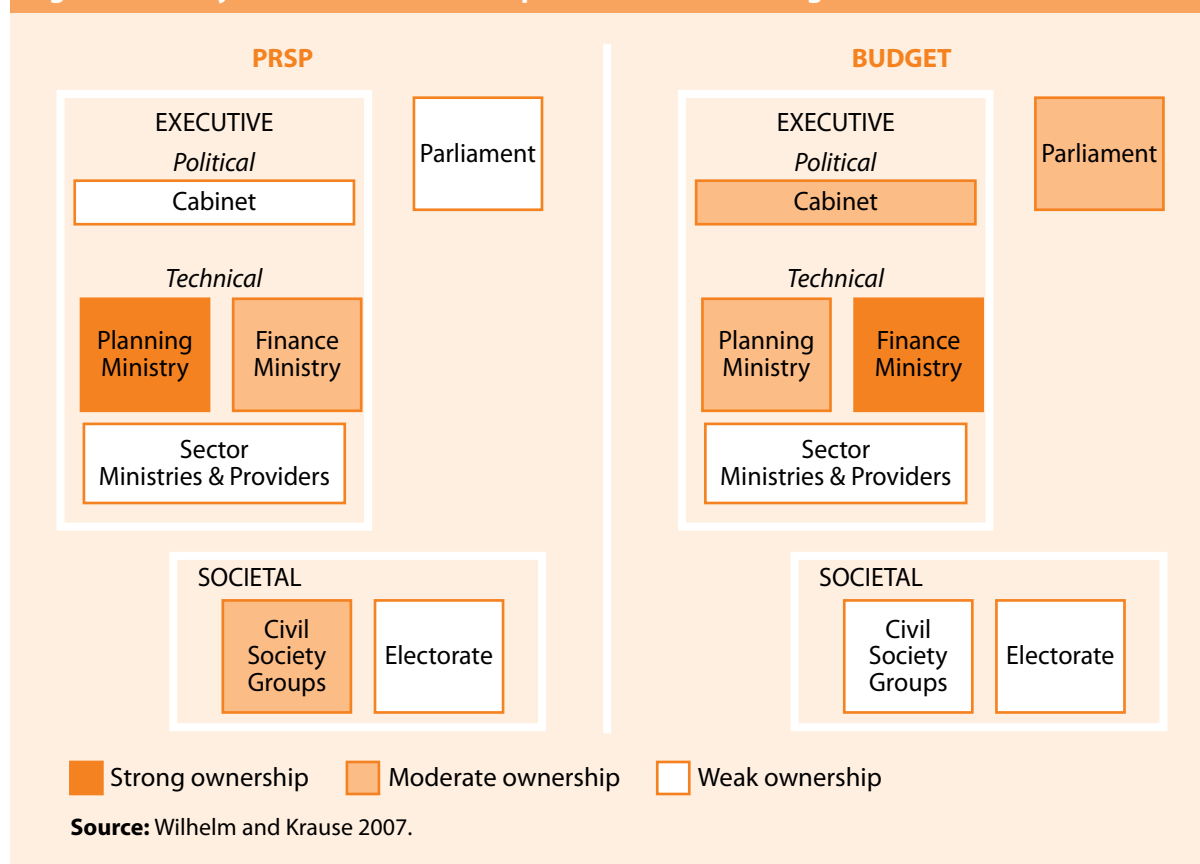 PRSP
EXECUTIVE
Political
Cabinet
Parliament
Technical
Planning
Ministry
Finance
Ministry
Sector
Ministries & Providers
SOCIETAL
Civil
Society
Groups
Electorate
BUDGET
EXECUTIVE
Political
Cabinet
Parliament
Technical
Planning
Ministry
Finance
Ministry
Sector
Ministries & Providers
SOCIETAL
Civil
Society
Groups
Electorate
Strong ownership
Moderate ownership
Weak ownership
Source: Wilhelm and Krause 2007.